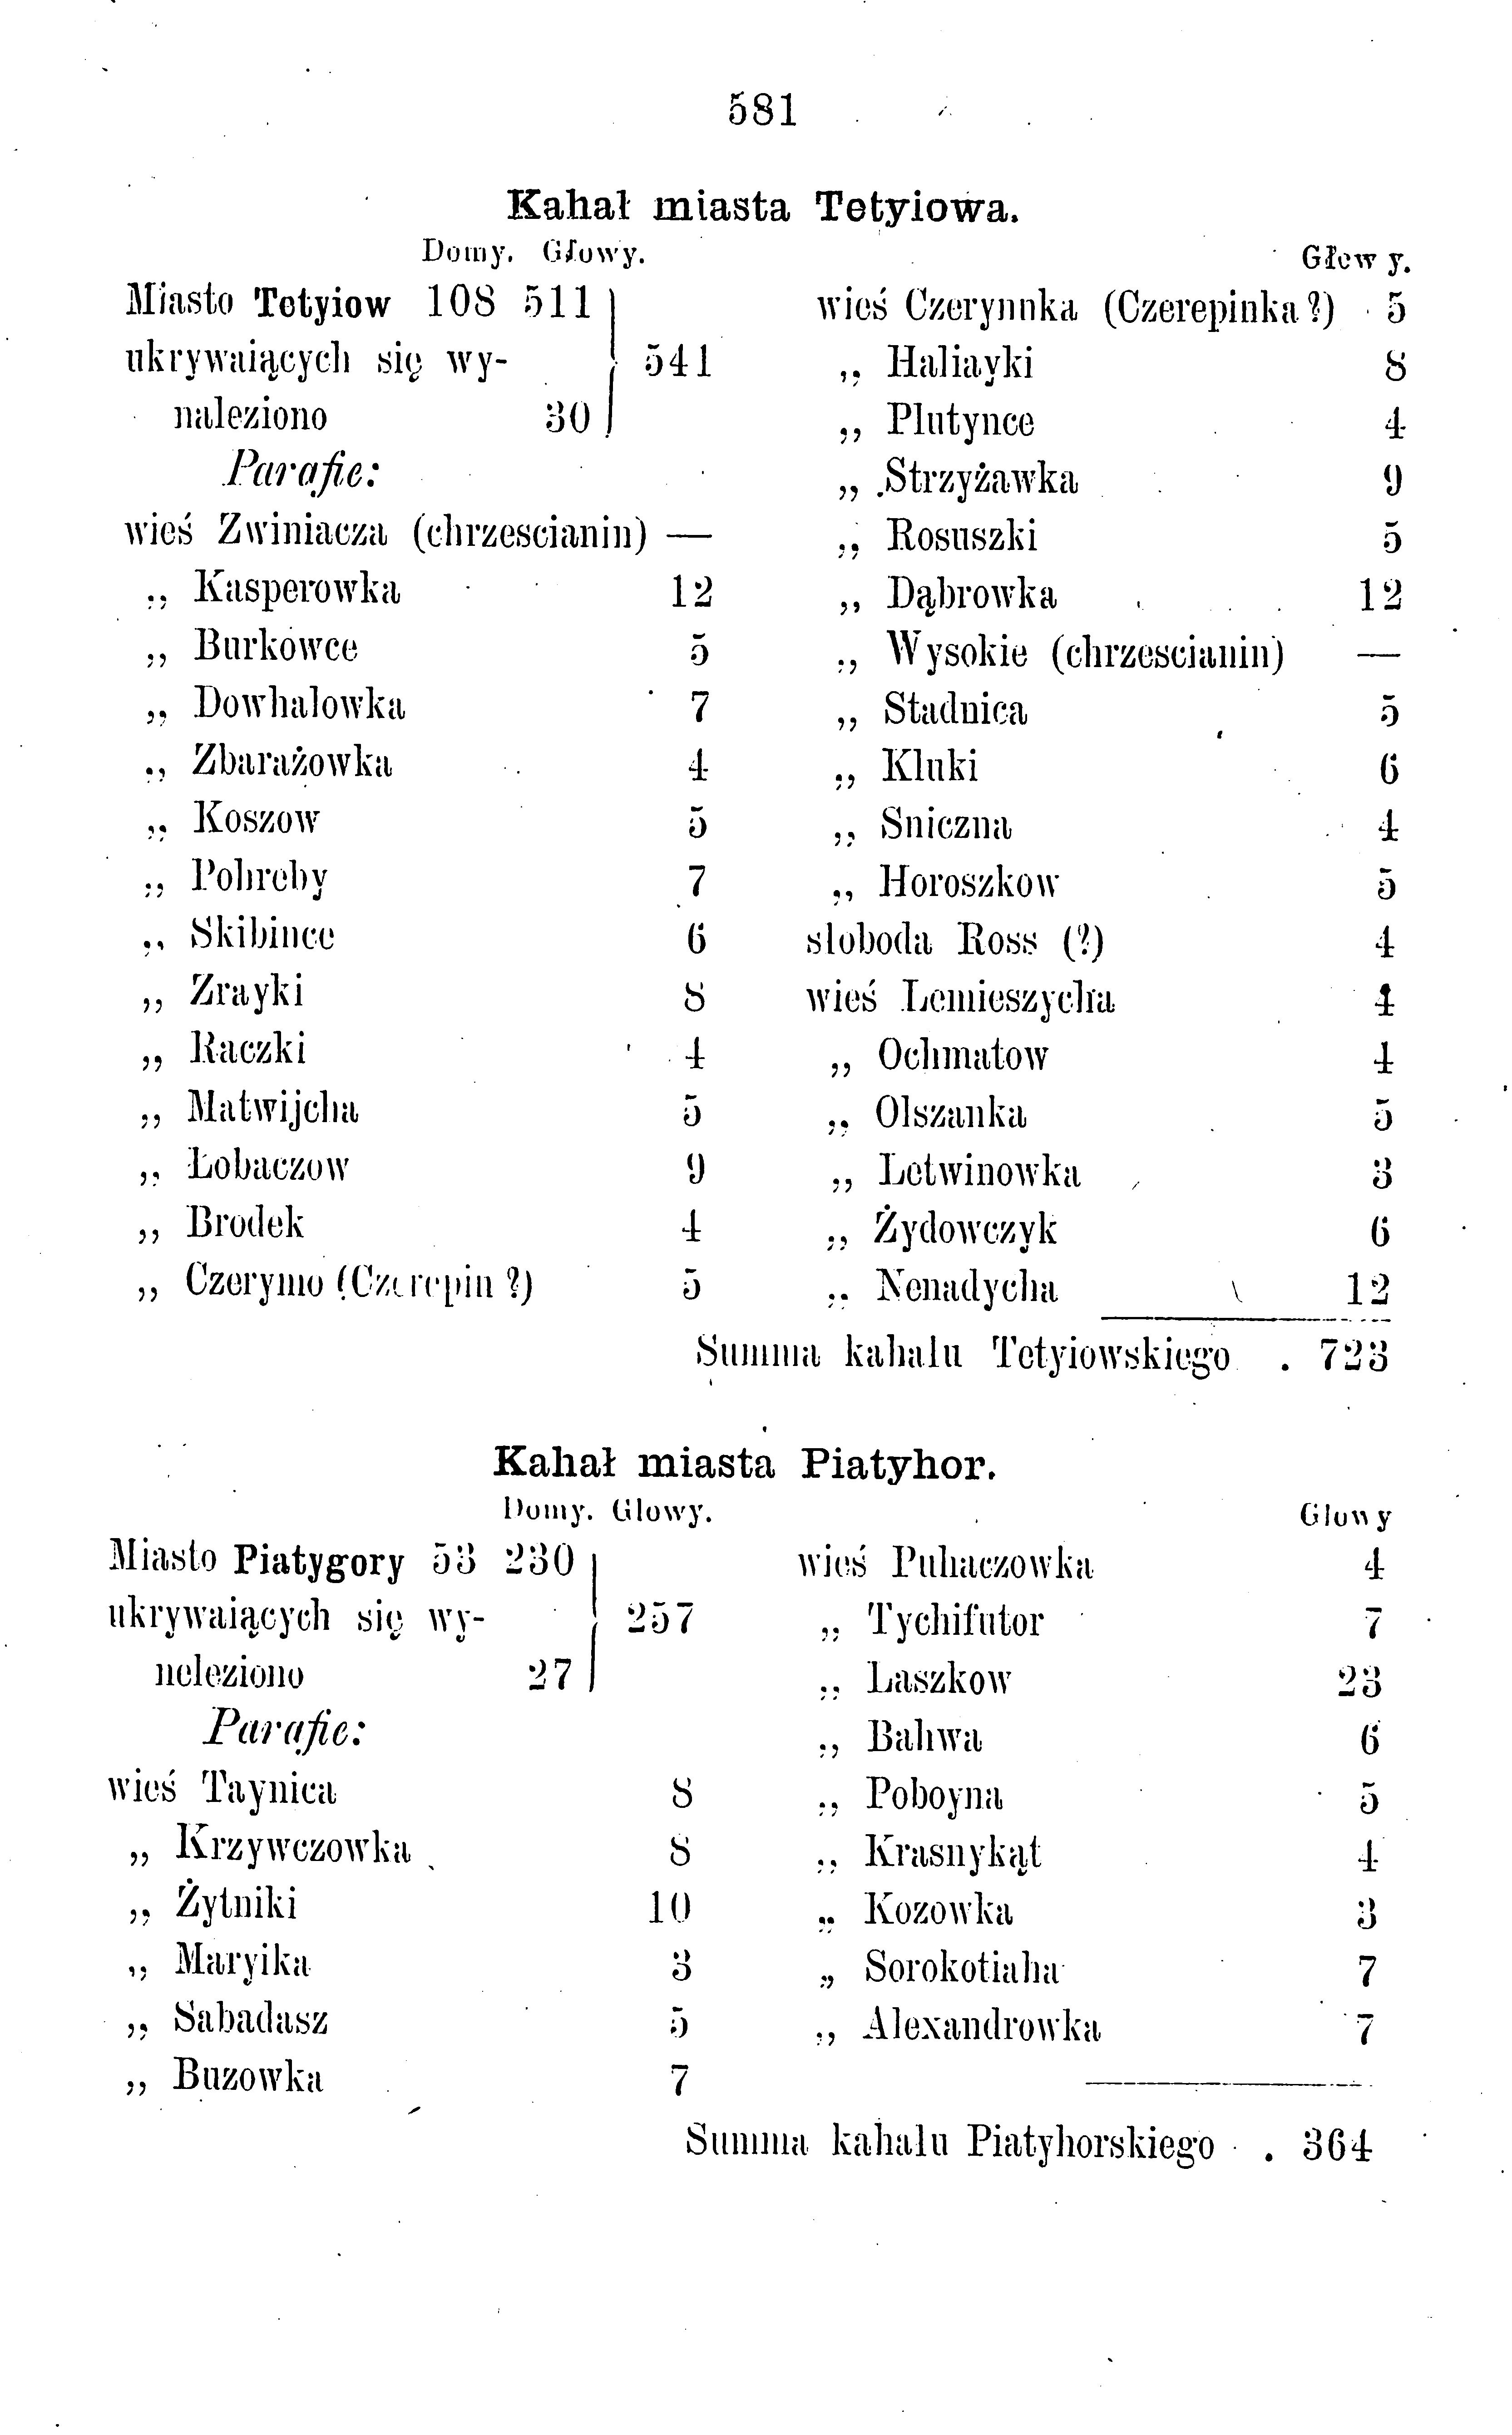 581
Kahał miasta Tetyiowa.
Domy. Głowy.
Miasto Tetyiow 108 511
ukrywaiących się wy-
naleziono 30
541
Parafie:
wieś Zwiniacza (chrzescianin) —
„ Kasperowka 12
„ Burkowce 5
„ Dowhalowka 7
„ Zbarażowka 4
„ Koszow 5
„ Pohreby 7
„ Skibince 6
„ Zrayki 8
„ Raczki 4
„ Matwijcha 5
„ Łobaczow 9
„ Brodek 4
„ Czerymo (Czerepin ?) 5
Głowy.
wieś Czerynnka (Czerepinka?) 5
„ Haliayki 8
„ Plutynce 4
„ Strzyżawka 9
„ Rosuszki 5
„ Dąbrowka 12
„ Wysokie (chrzescianin) —
„ Stadnica 5
„ Kluki 6
„ Sniczna 4
„ Horoszkow 5
sloboda Ross (?) 4
wieś Lemieszycha 4
„ Ochmatow 4
„ Olszanka 5
„ Letwinowka 3
„ Żydowczyk 6
„ Nenadycha 12
Summa kahalu Tetyiowskiego . 723
Kahał miasta Piatyhor.
Domy. Glowy.
Miasto Piatygory 53 230
ukrywaiących się wy-
neleziono 27
257
Parafie:
wieś Taynica 8
„ Krzywczowka 8
„ Żytniki 10
„ Maryika 3
„ Sabadasz 5
„ Buzowka 7
Glowy
wieś Puhaczowka 4
„ Tychifutor 7
„ Laszkow 23
„ Bahwa 6
„ Poboyna 5
„ Krasnykąt 4
„ Kozowka 3
„ Sorokotiaha 7
„ Alexandrowka 7
Summa kahalu Piatyhorskiego . 364